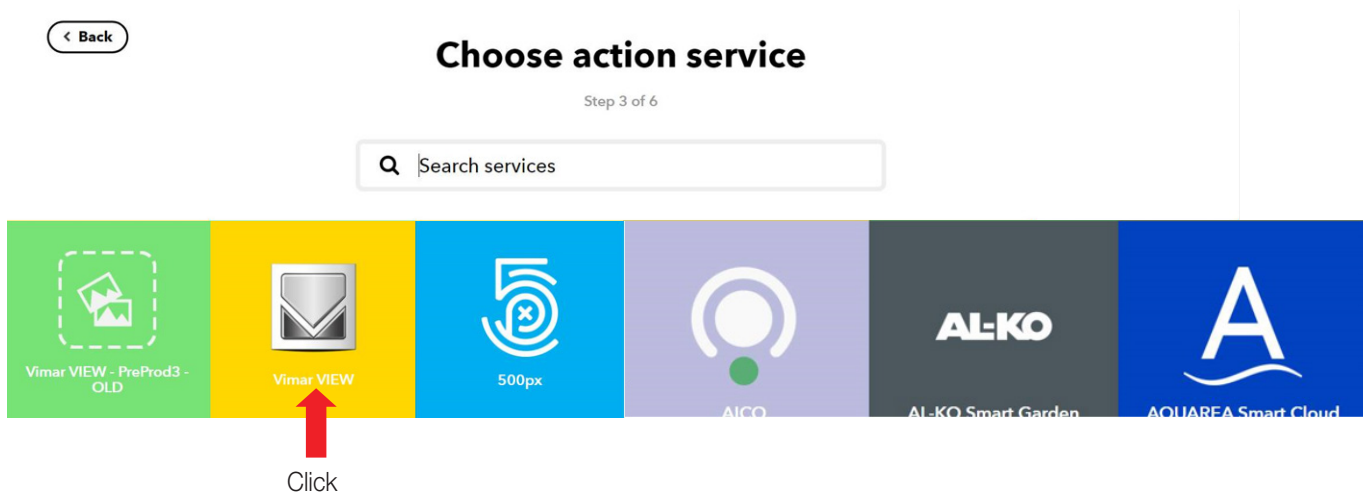 < Back
Choose action service
Step 3 of 6
Search services
Vimar VIEW - PreProd3 -
OLD
Vimar VIEW
500px
AICO
AL-KO
AL-KO Smart Garden
A
AQUAREA Smart Cloud
Click